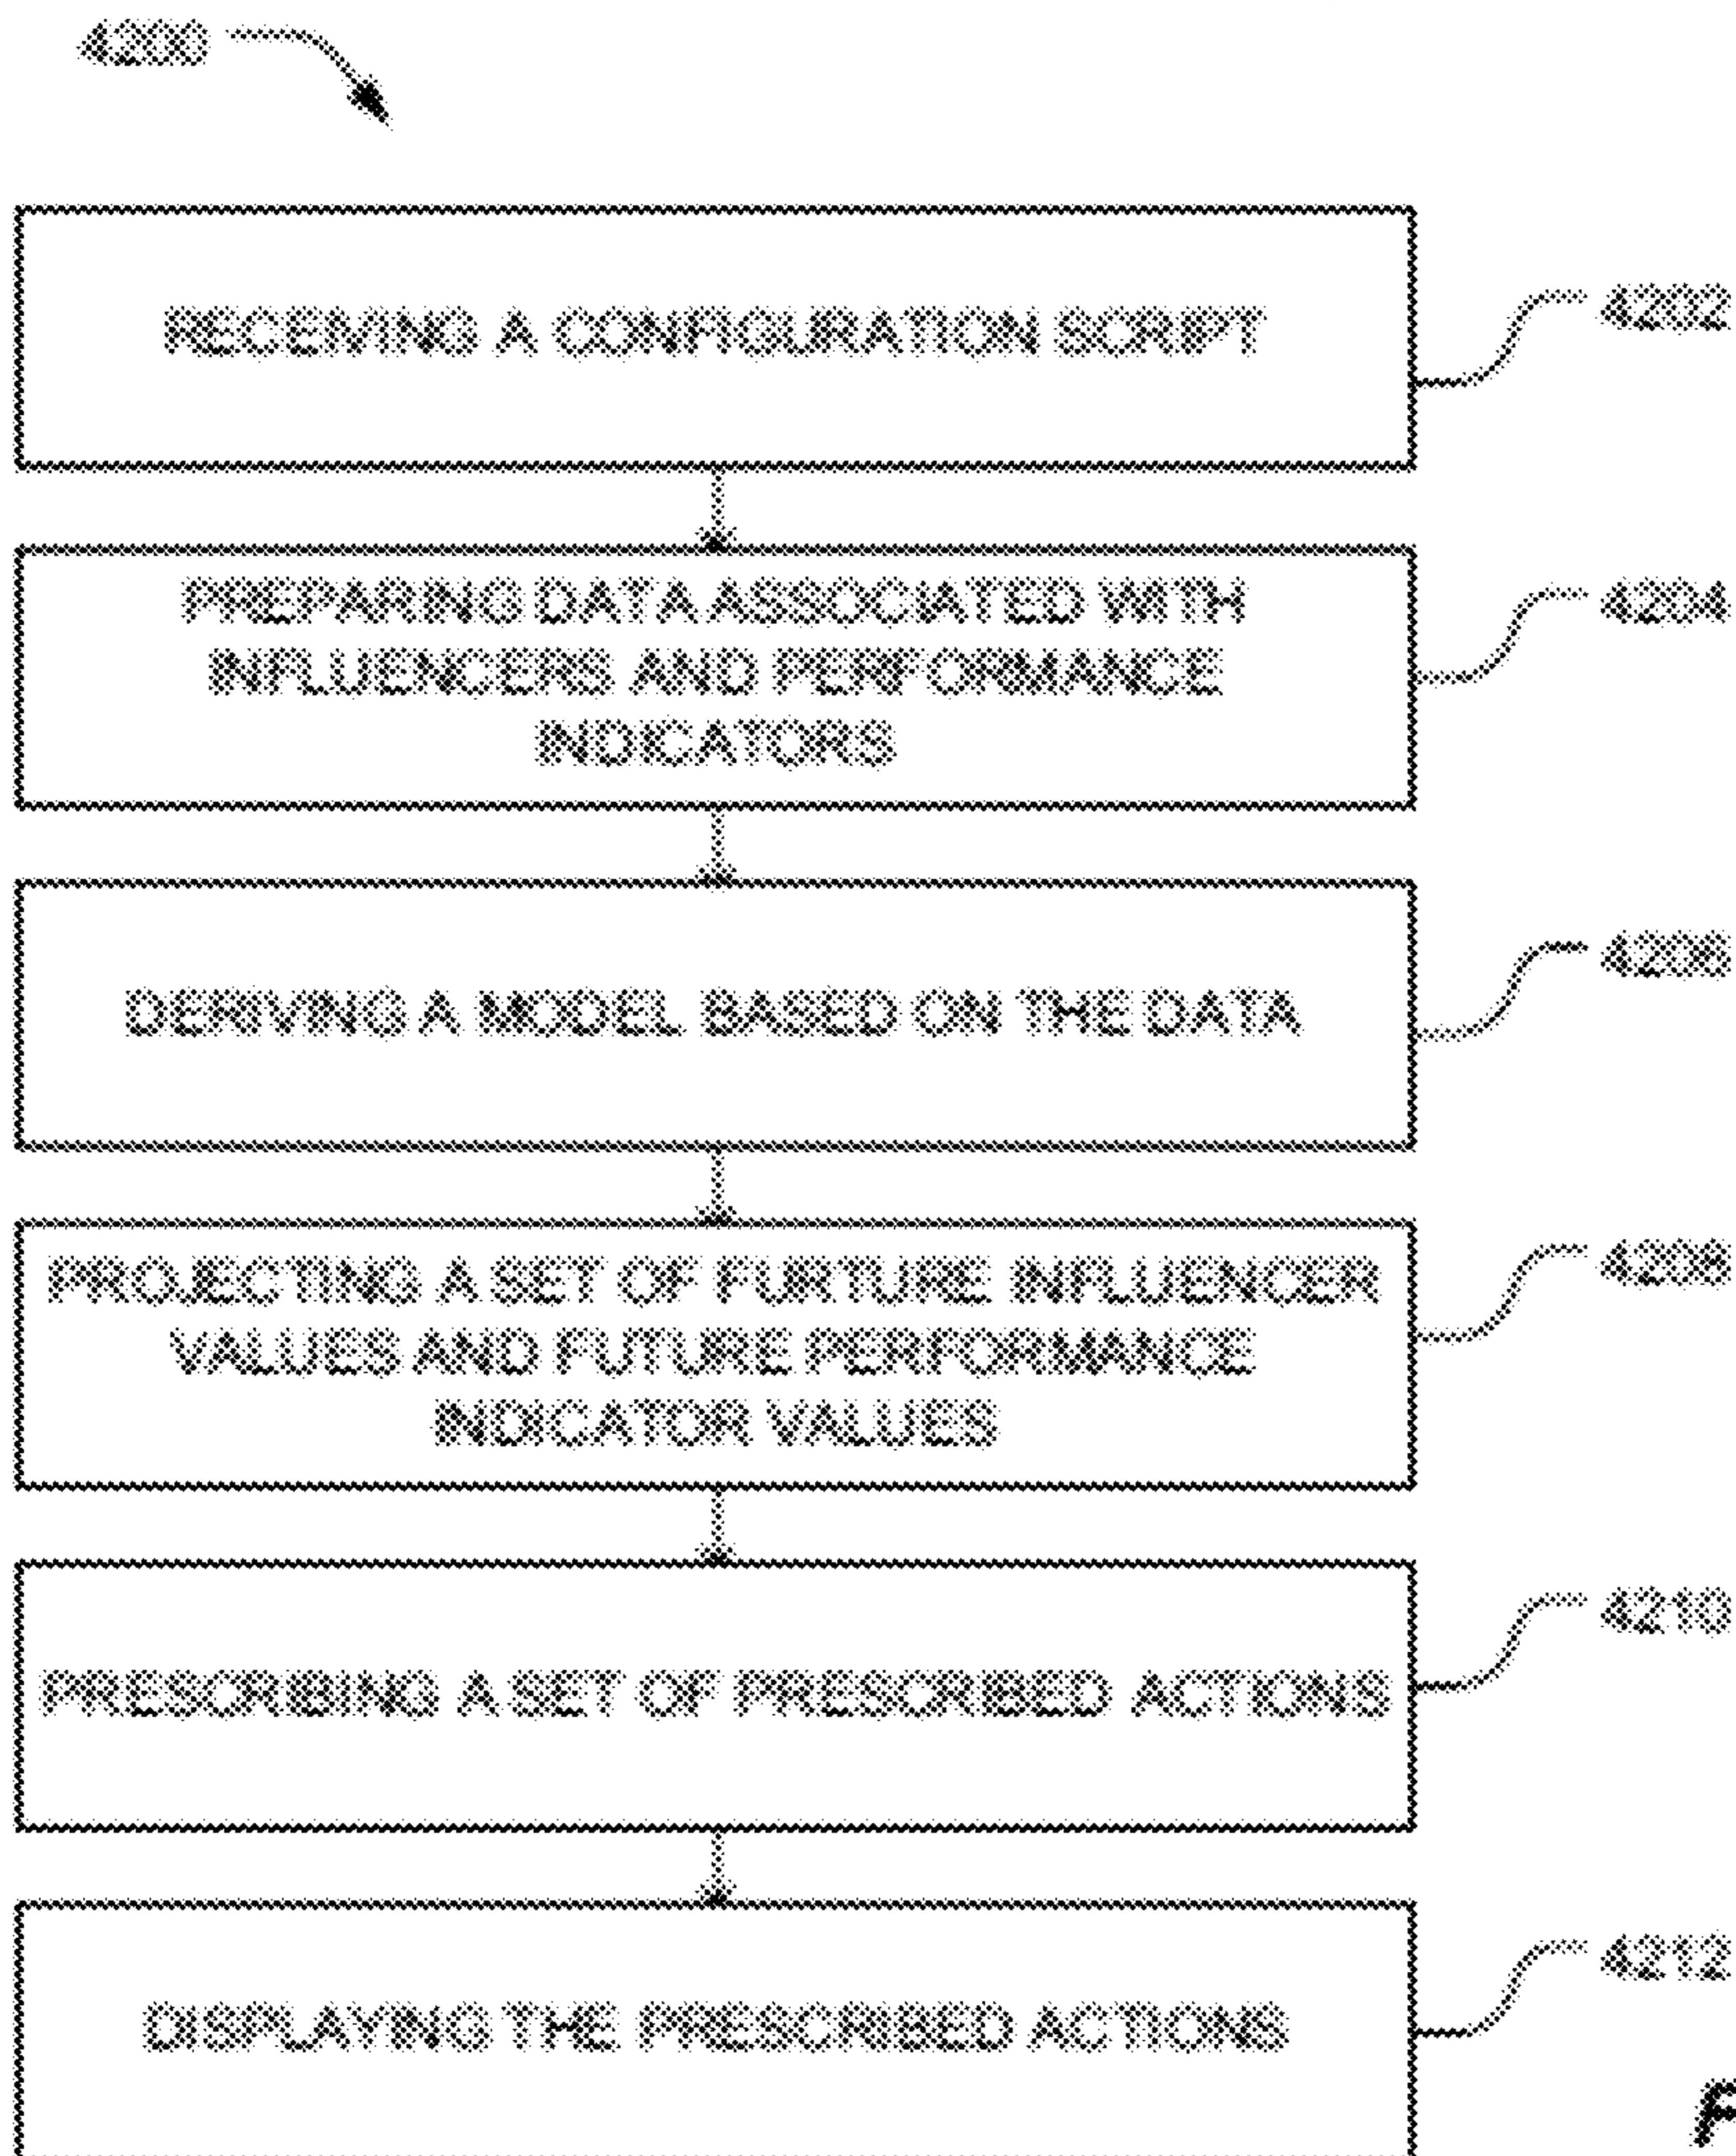 4200
RECEIVING A CONFIGURATION SCRIPT
4202
PREPARING DATA ASSOCIATED WITH
INFLUENCERS AND PERFORMANCE
INDICATORS
4204
DERIVING A MODEL BASED ON THE DATA
4206
PROJECTING A SET OF FURTURE INFLUENCER
VALUES AND FUTURE PERFORMANCE
INDICATOR VALUES
4208
PRESCRIBING A SET OF PRESCRIBED ACTIONS
4210
DISPLAYING THE PRESCRIBED ACTIONS
4212